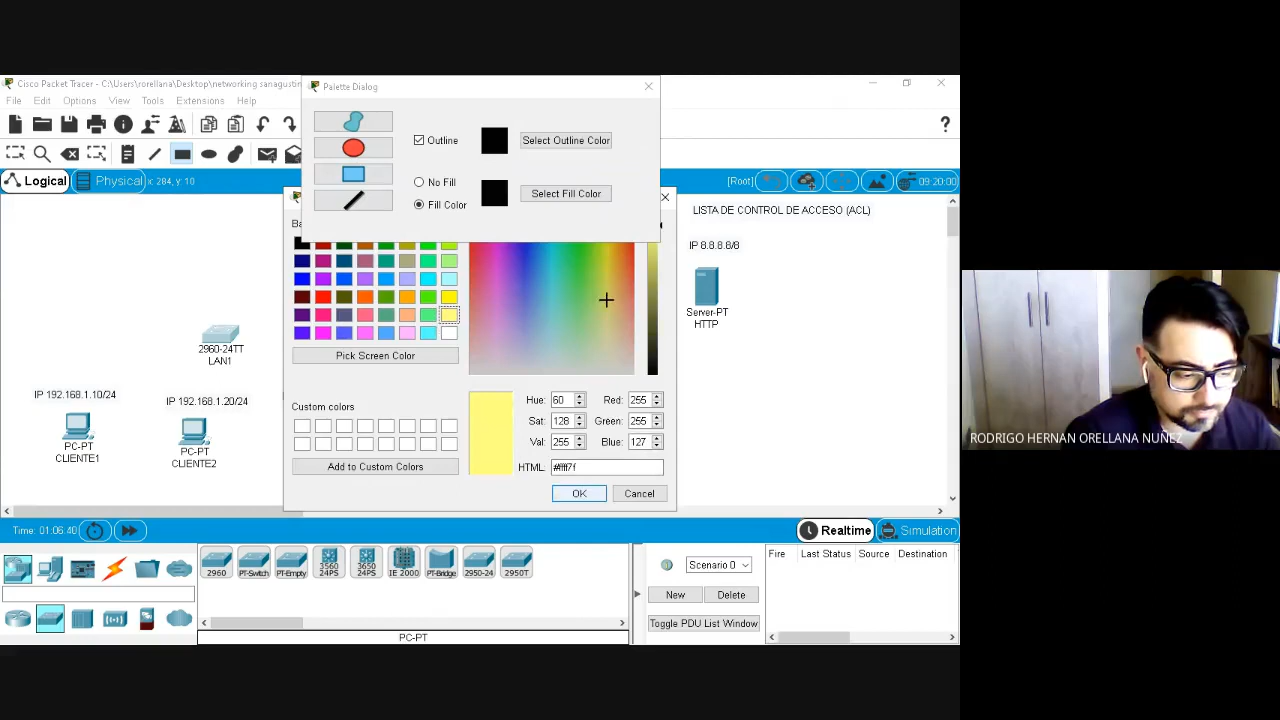 Cisco Packet Tracer - C:\Users\rorellana\Desktop\networking sanagustin
File Edit Options View Tools Extensions Help
Palette Dialog
Outline
Select Outline Color
No Fill
Fill Color
Select Fill Color
?
Logical
Physical
x: 284, y: 10
[Root]
09:20:00
LISTA DE CONTROL DE ACCESO (ACL)
IP 8.8.8.8/8
Server-PT
HTTP
2960-24TT
LAN1
IP 192.168.1.10/24
PC-PT
CLIENTE1
IP 192.168.1.20/24
PC-PT
CLIENTE2
Ba
Pick Screen Color
Custom colors
Add to Custom Colors
Hue: 60
Red: 255
Sat: 128
Green: 255
Val: 255
Blue: 127
HTML: #ffff7f
OK
Cancel
RODRIGO HERNAN ORELLANA NUÑEZ
Time: 01:06:40
Realtime
Simulation
2960
PT-Switch
PT-Empty
3560
24PS
3650
24PS
IE 2000
PT-Bridge
2950-24
2950T
PC-PT
Scenario 0
New
Delete
Toggle PDU List Window
Fire Last Status Source Destination